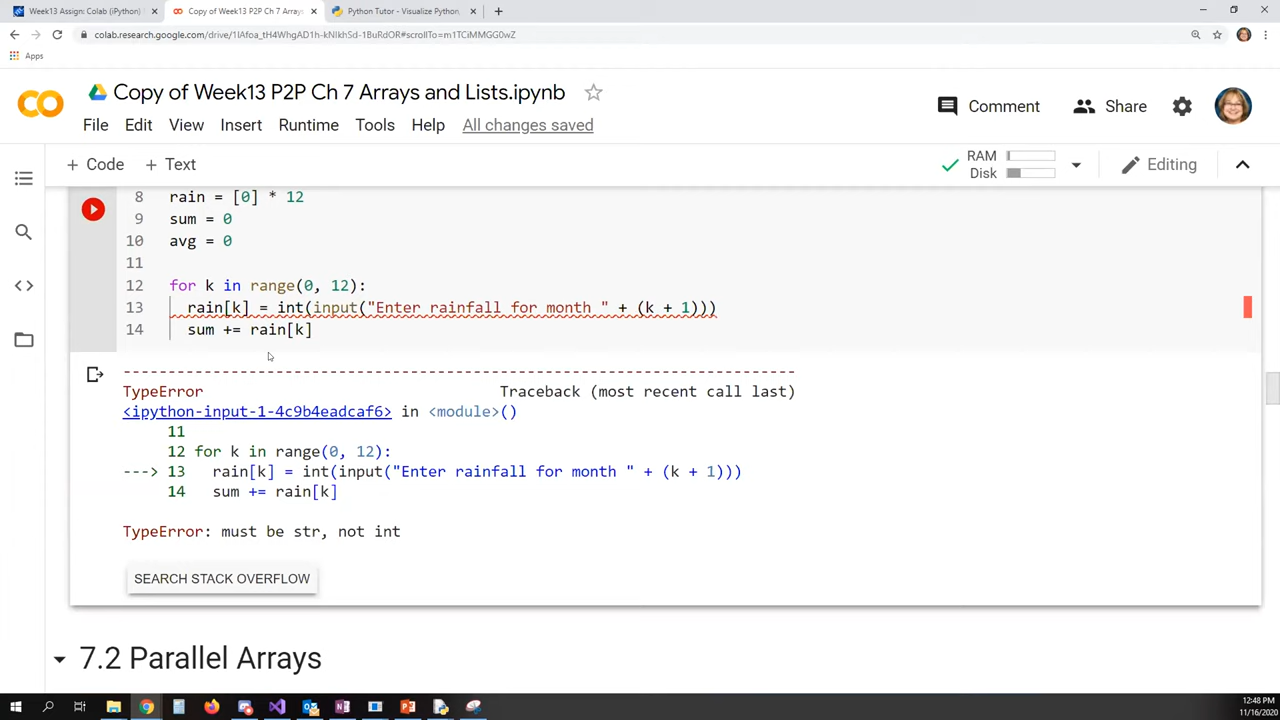 Week13 Assign: Colab (iPython)
Copy of Week13 P2P Ch 7 Arrays
Python Tutor - Visualize Python,
colab.research.google.com/drive/1lAfoa_tH4WhgAD1h-kNIkhSd-1BuRdOR#scrollTo=m1TCiMMGG0wZ
Apps
Copy of Week13 P2P Ch 7 Arrays and Lists.ipynb
File Edit View Insert Runtime Tools Help All changes saved
Comment Share
+ Code + Text
RAM
Disk
Editing
8 rain = [0] * 12
9 sum = 0
10 avg = 0
11
12 for k in range(0, 12):
13 rain[k] = int(input("Enter rainfall for month " + (k + 1)))
14 sum += rain[k]
---------------------------------------------------------------------------
TypeError Traceback (most recent call last)
<ipython-input-1-4c9b4eadcaf6> in <module>()
11
12 for k in range(0, 12):
---> 13 rain[k] = int(input("Enter rainfall for month " + (k + 1)))
14 sum += rain[k]
TypeError: must be str, not int
SEARCH STACK OVERFLOW
7.2 Parallel Arrays
12:48 PM
11/16/2020